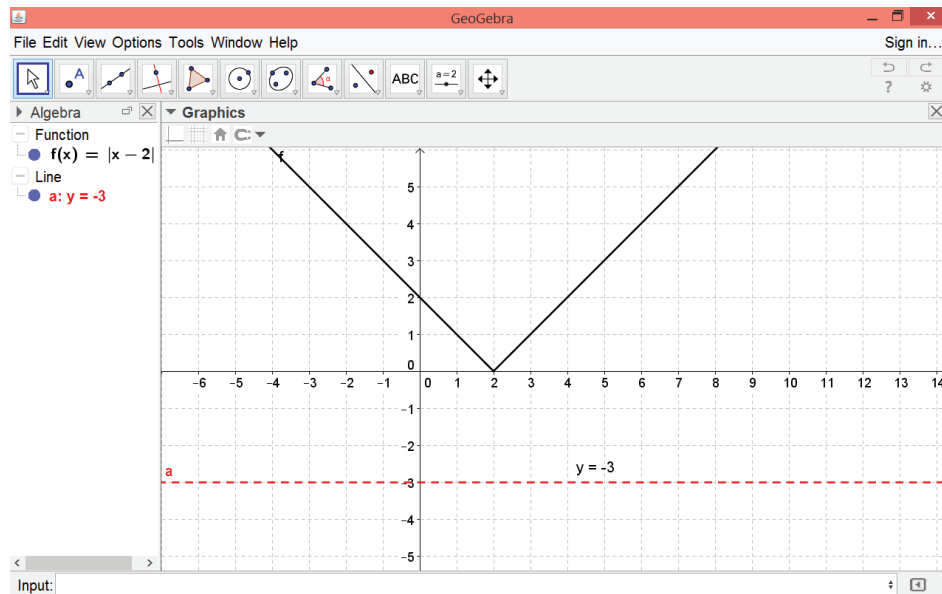 GeoGebra
File Edit View Options Tools Window Help
Sign in...
A
α
ABC
a=2
?
Algebra
Graphics
Function
f(x) = |x − 2|
Line
a: y = -3
f
5
4
3
2
1
0
−6 −5 −4 −3 −2 −1 0 1 2 3 4 5 6 7 8 9 10 11 12 13 14
−1
−2
a
y = -3
−3
−4
−5
Input: